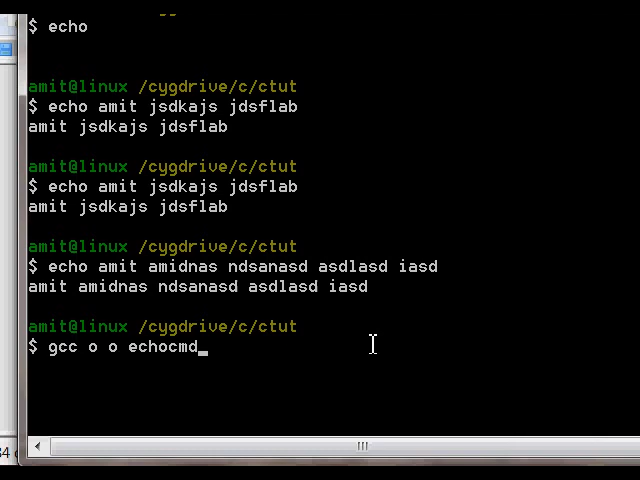 $ echo
amit@linux /cygdrive/c/ctut
$ echo amit jsdkajs jdsflab
amit jsdkajs jdsflab
amit@linux /cygdrive/c/ctut
$ echo amit jsdkajs jdsflab
amit jsdkajs jdsflab
amit@linux /cygdrive/c/ctut
$ echo amit amidnas ndsanasd asdlasd iasd
amit amidnas ndsanasd asdlasd iasd
amit@linux /cygdrive/c/ctut
$ gcc o o echocmd_